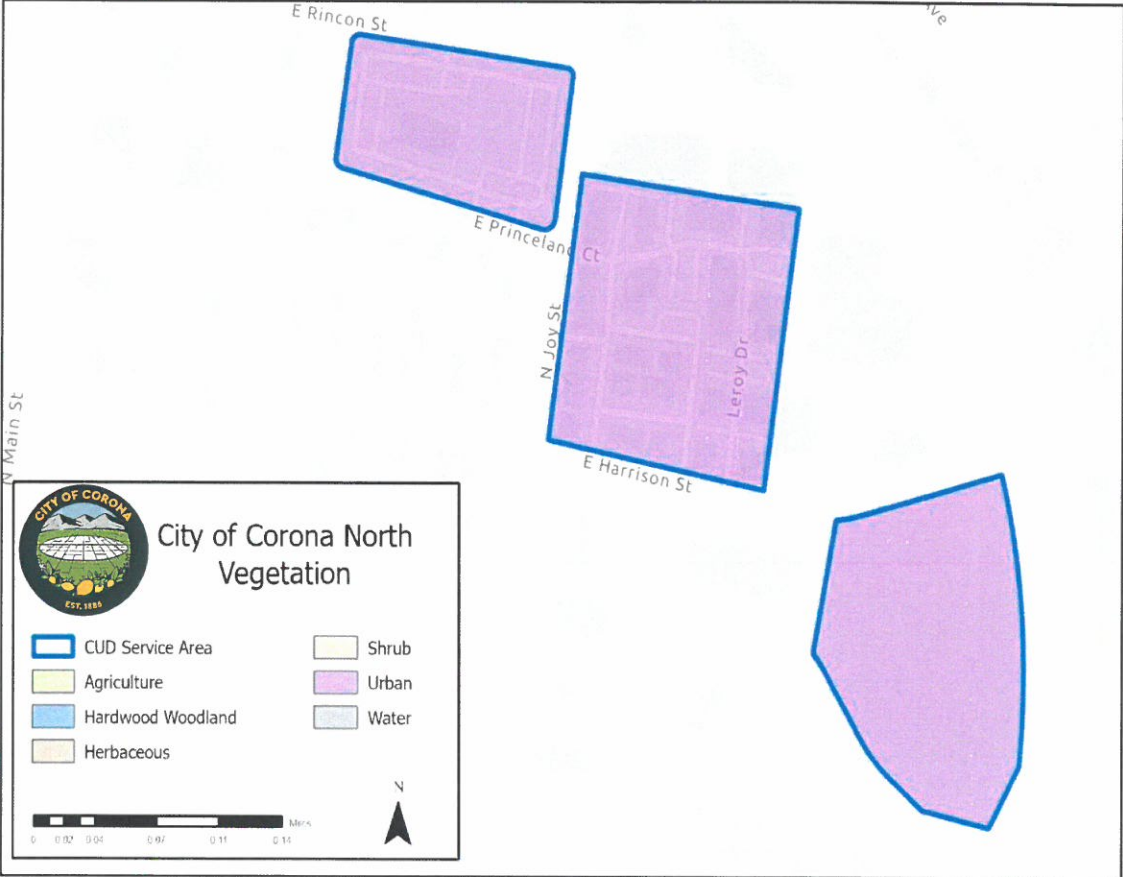 E Rincon St
E Princeland Ct
N Joy St
Leroy Dr
E Harrison St
N Main St
CITY OF CORONA
EST. 1886
City of Corona North
Vegetation
CUD Service Area
Agriculture
Hardwood Woodland
Herbaceous
Shrub
Urban
Water
N
Miles
0 0.02 0.04 0.07 0.11 0.14